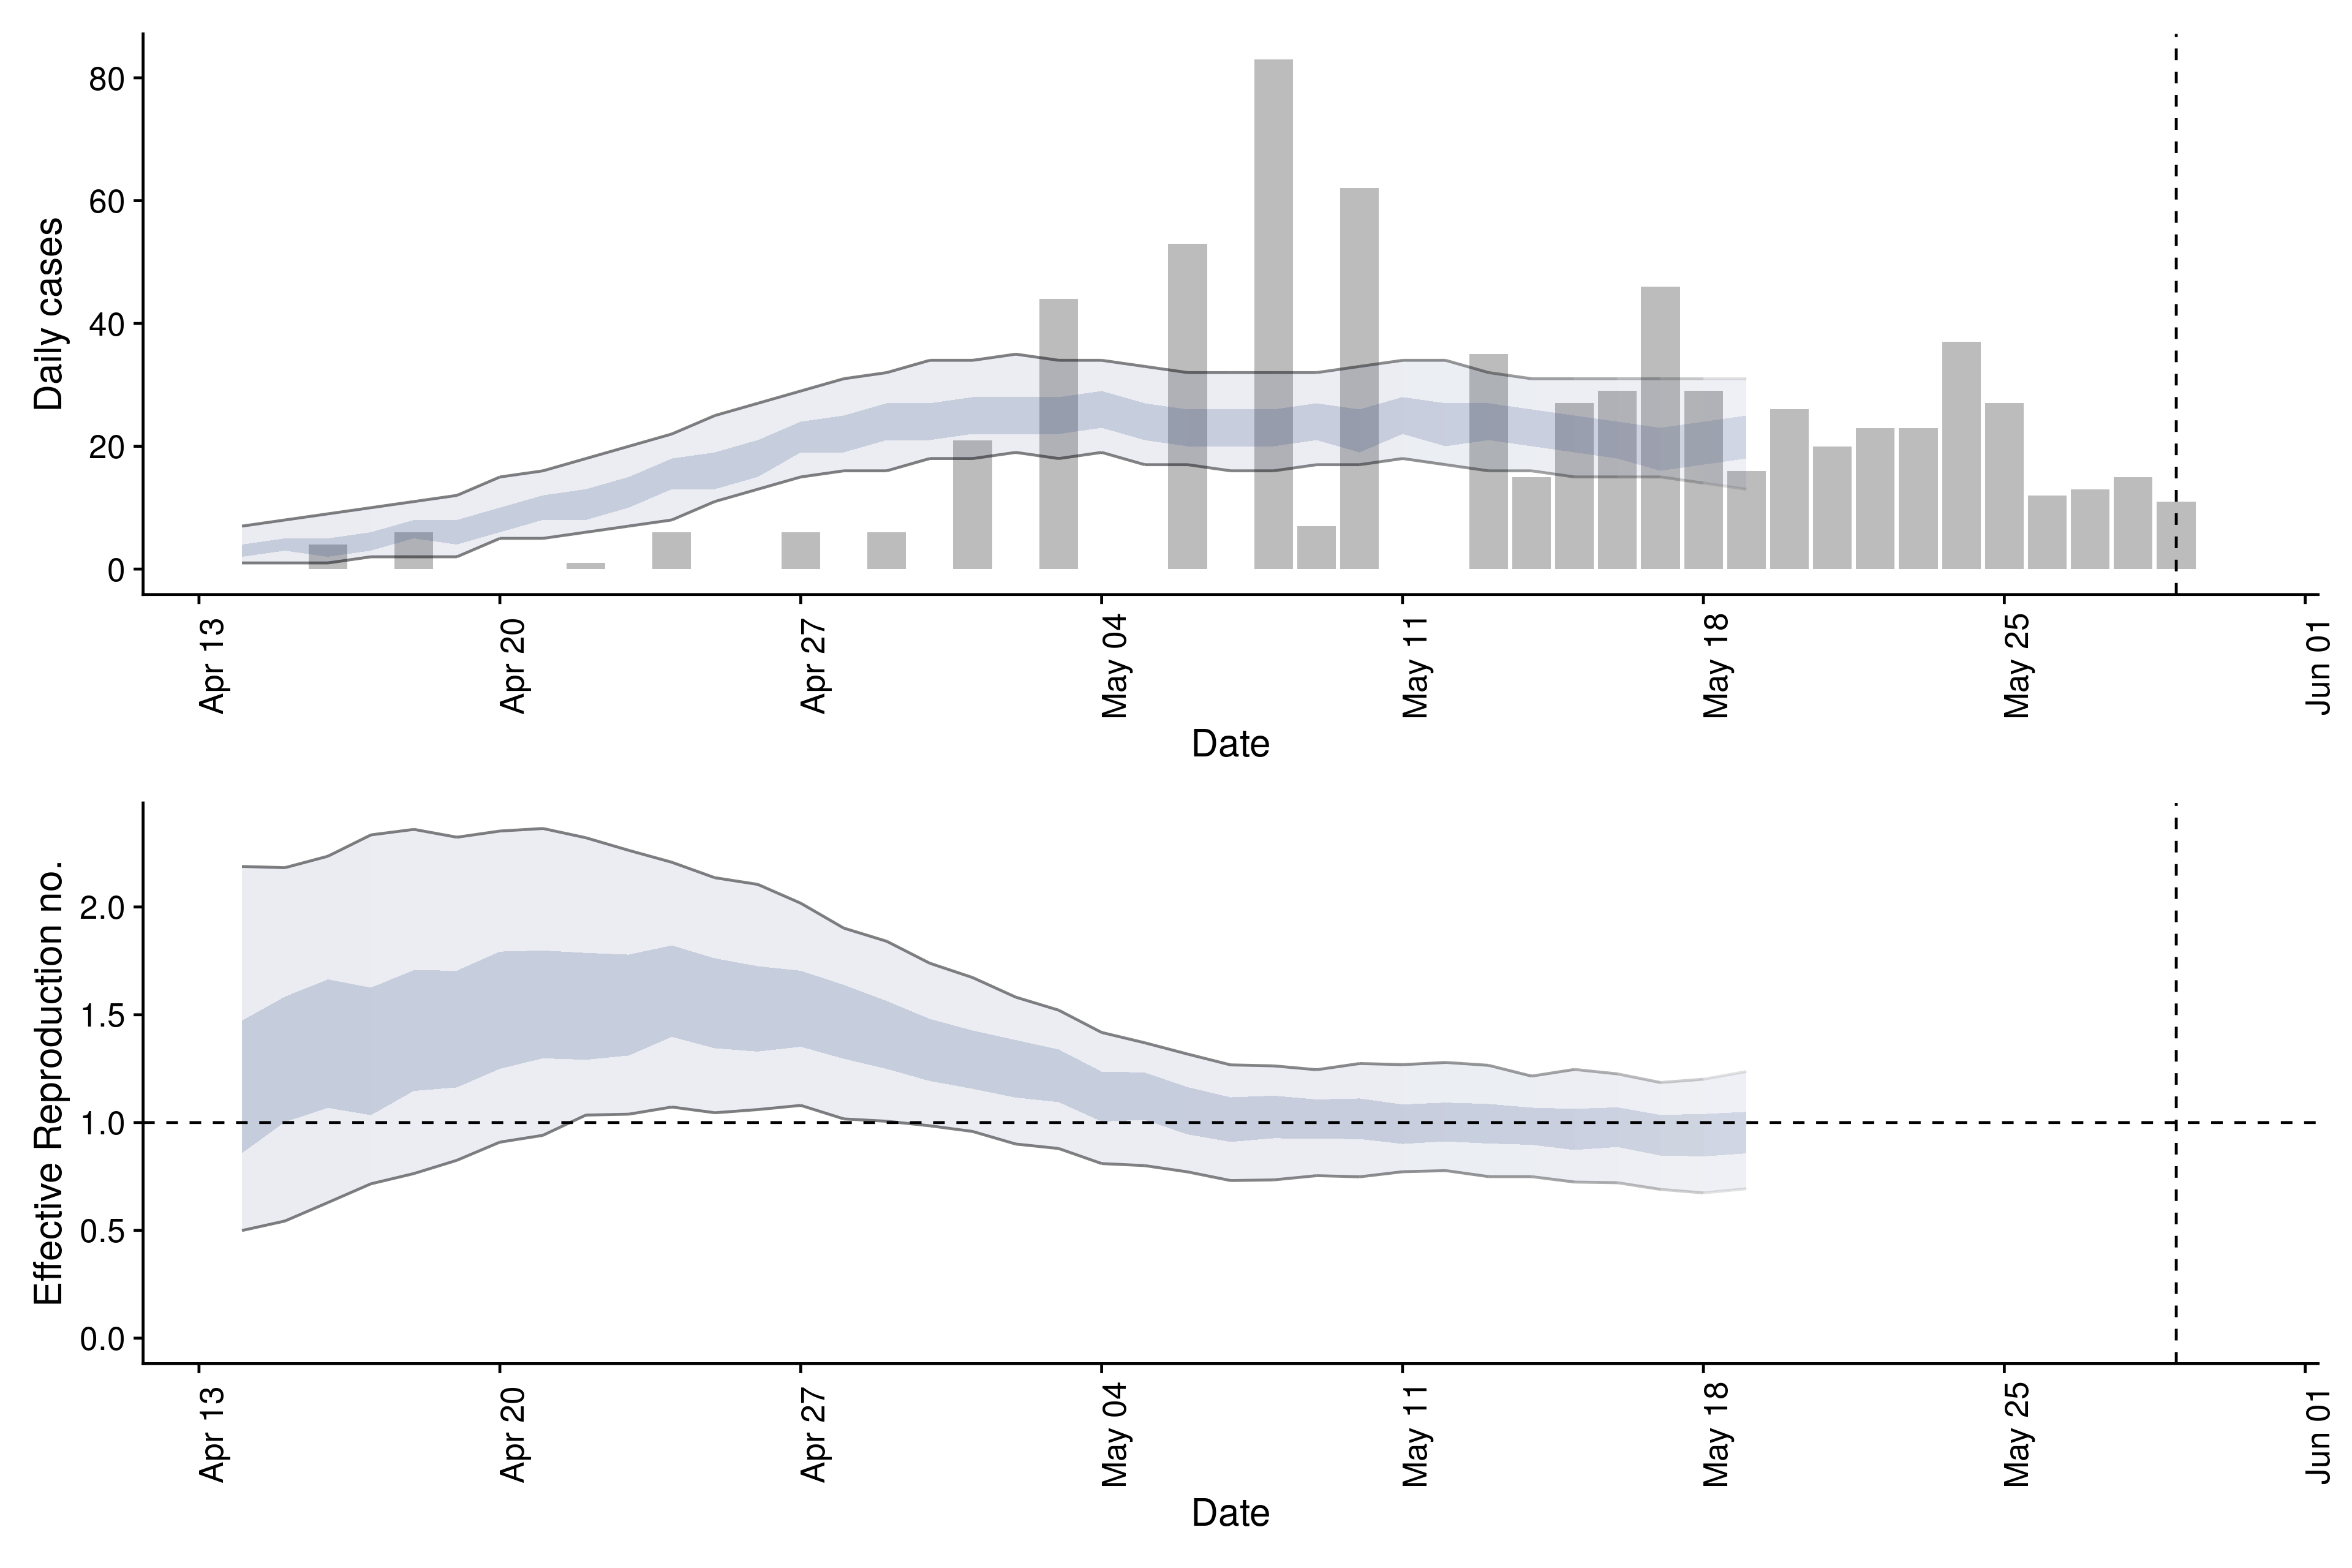 Daily cases
80
60
40
20
0
Apr 13
Apr 20
Apr 27
May 04
May 11
May 18
May 25
Jun 01
Date
Effective Reproduction no.
2.0
1.5
1.0
0.5
0.0
Apr 13
Apr 20
Apr 27
May 04
May 11
May 18
May 25
Jun 01
Date